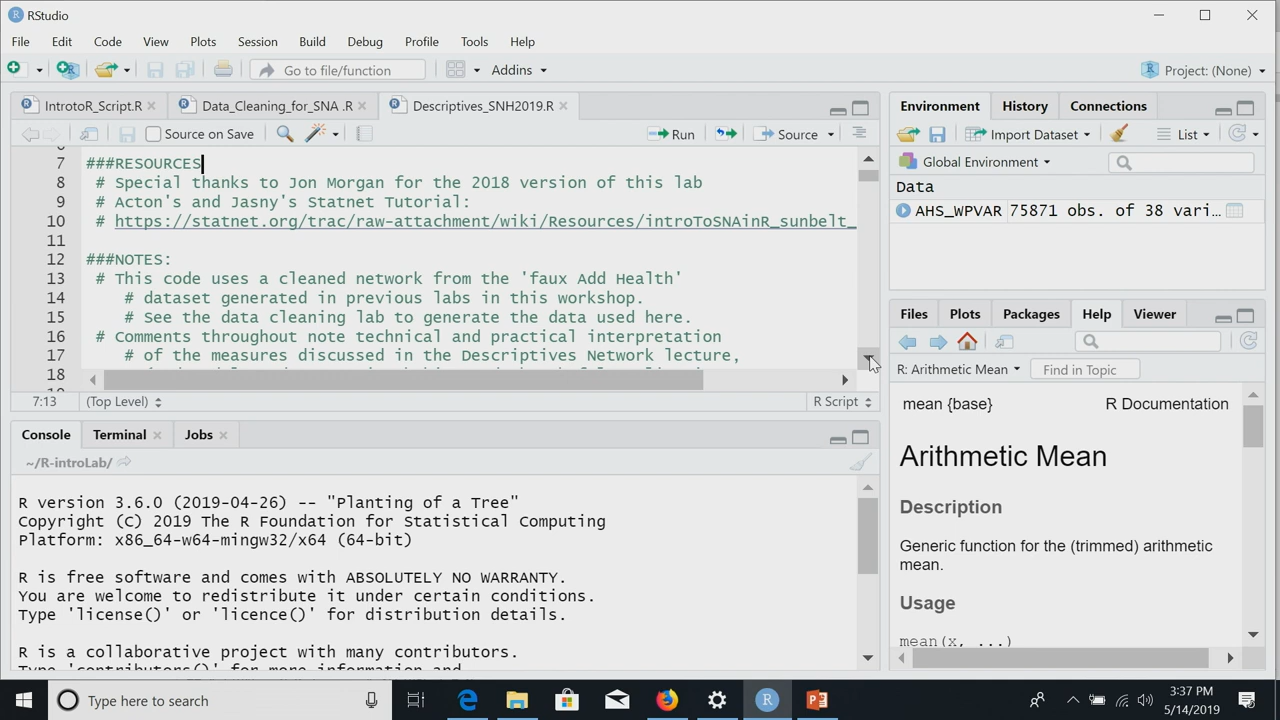 RStudio
File Edit Code View Plots Session Build Debug Profile Tools Help
Go to file/function Addins Project: (None)
IntrotoR_Script.R Data_Cleaning_for_SNA .R Descriptives_SNH2019.R
Source on Save Run Source
7 ###RESOURCES
8 # Special thanks to Jon Morgan for the 2018 version of this lab
9 # Acton's and Jasny's Statnet Tutorial:
10 # https://statnet.org/trac/raw-attachment/wiki/Resources/introToSNAinR_sunbelt_
11
12 ###NOTES:
13 # This code uses a cleaned network from the 'faux Add Health'
14 # dataset generated in previous labs in this workshop.
15 # See the data cleaning lab to generate the data used here.
16 # Comments throughout note technical and practical interpretation
17 # of the measures discussed in the Descriptives Network lecture,
18
7:13 (Top Level) R Script
Console Terminal Jobs
~/R-introLab/
R version 3.6.0 (2019-04-26) -- "Planting of a Tree"
Copyright (C) 2019 The R Foundation for Statistical Computing
Platform: x86_64-w64-mingw32/x64 (64-bit)
R is free software and comes with ABSOLUTELY NO WARRANTY.
You are welcome to redistribute it under certain conditions.
Type 'license()' or 'licence()' for distribution details.
R is a collaborative project with many contributors.
Type 'contributors()' for more information and
Environment History Connections
Import Dataset List
Global Environment
Data
AHS_WPVAR 75871 obs. of 38 vari...
Files Plots Packages Help Viewer
R: Arithmetic Mean Find in Topic
mean {base} R Documentation
Arithmetic Mean
Description
Generic function for the (trimmed) arithmetic
mean.
Usage
mean(x, ...)
Type here to search
3:37 PM
5/14/2019